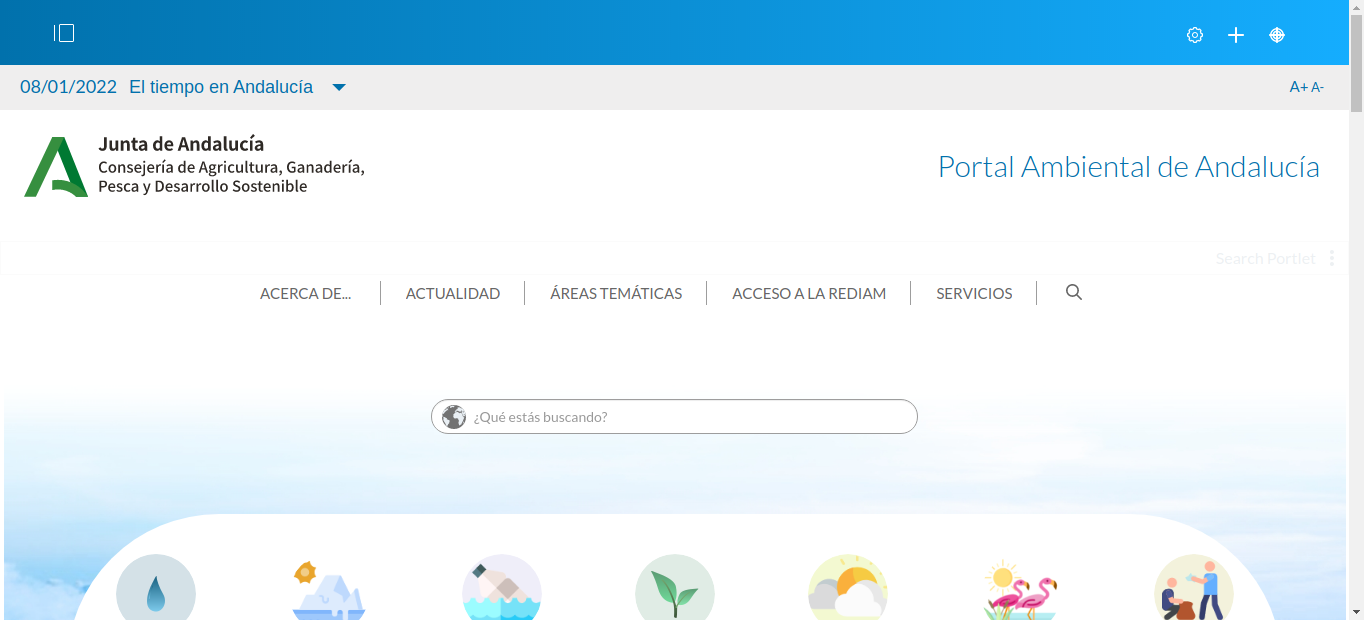 08/01/2022 El tiempo en Andalucía
A+ A-
Junta de Andalucía
Consejería de Agricultura, Ganadería,
Pesca y Desarrollo Sostenible
Portal Ambiental de Andalucía
Search Portlet
ACERCA DE... ACTUALIDAD ÁREAS TEMÁTICAS ACCESO A LA REDIAM SERVICIOS
¿Qué estás buscando?